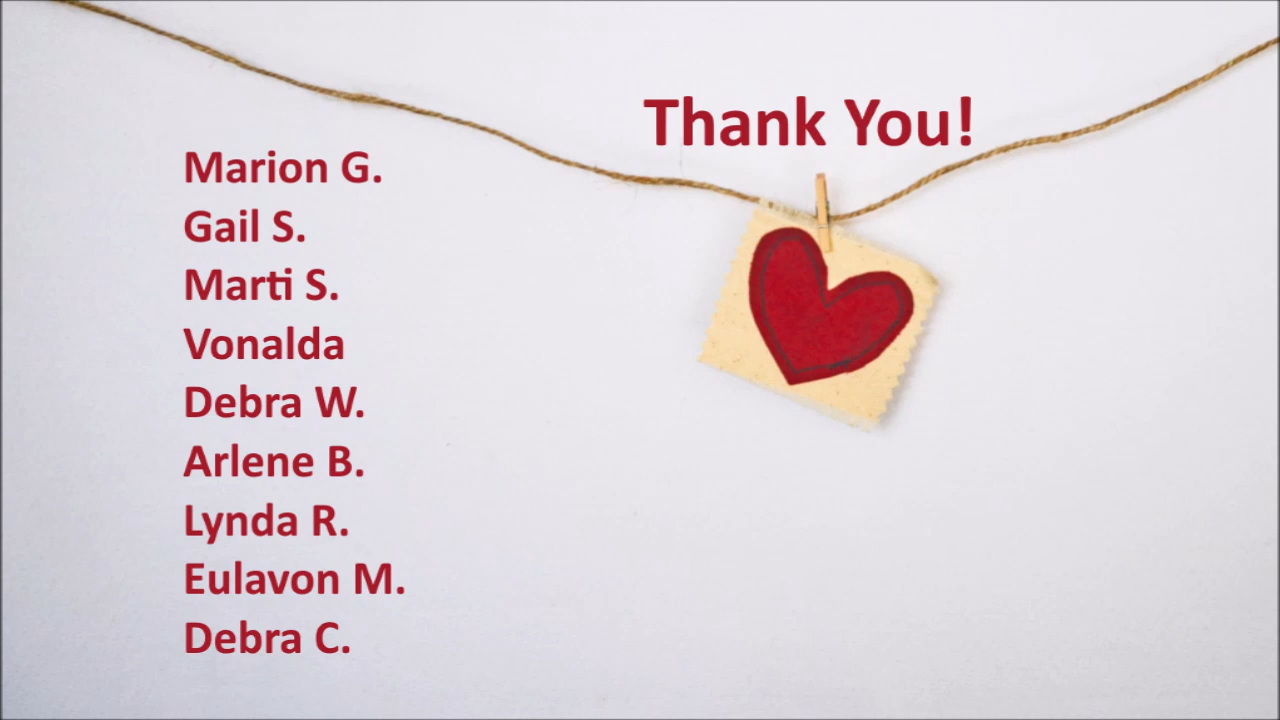 Thank You!
Marion G.
Gail S.
Marti S.
Vonalda
Debra W.
Arlene B.
Lynda R.
Eulavon M.
Debra C.